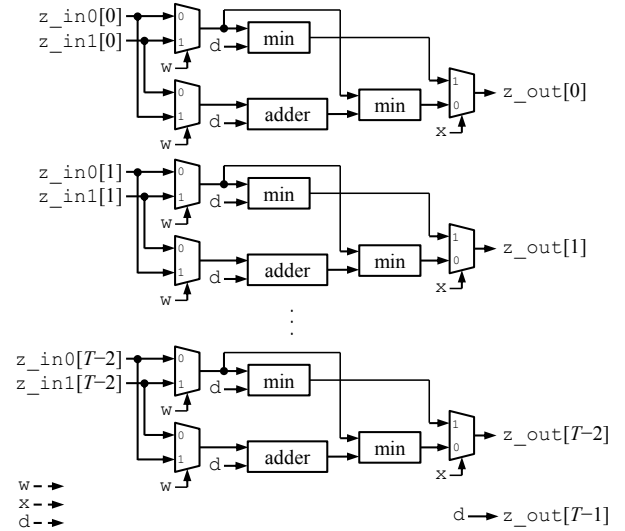 z_in0[0]
0
z_in1[0]
1
d
min
w
1
z_out[0]
0
0
1
d
adder
min
x
w
z_in0[1]
0
z_in1[1]
1
d
min
w
1
z_out[1]
0
0
1
d
adder
min
x
w
⋮
z_in0[T−2]
0
z_in1[T−2]
1
d
min
w
1
z_out[T−2]
0
0
1
d
adder
min
x
w
w
x
d
d z_out[T−1]